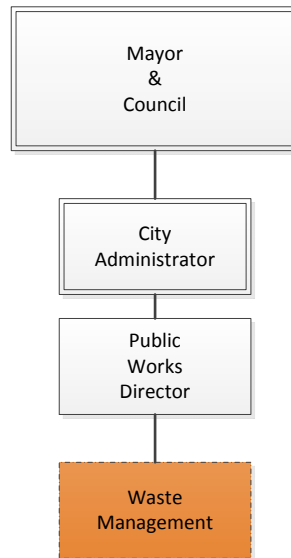 Mayor
&
Council
City
Administrator
Public
Works
Director
Waste
Management